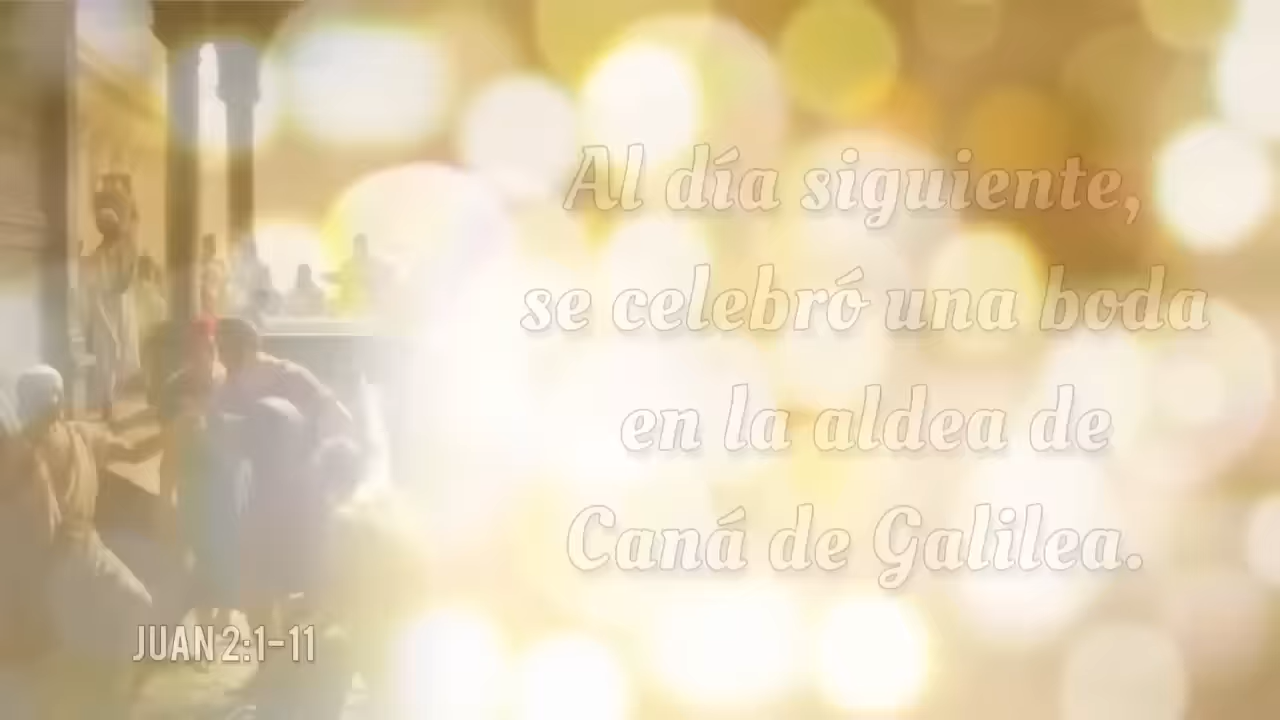 Al día siguiente,
se celebró una boda
en la aldea de
Caná de Galilea.
JUAN 2:1-11